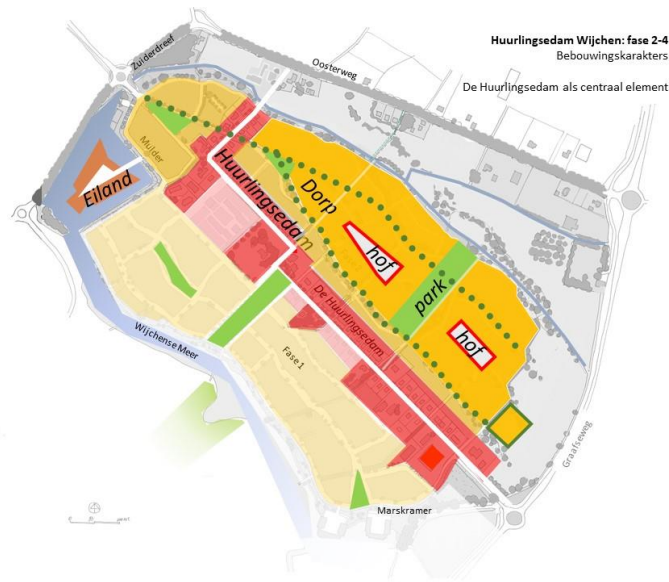 Huurlingsedam Wijchen: fase 2-4
Bebouwingskarakters
De Huurlingsedam als centraal element
Zuiderdreef
Oosterweg
Mulder
Eiland
Huurlingsedam
Dorp
hof
park
hof
De Huurlingsedam
Fase 1
Wijchense Meer
Graafseweg
Marskramer